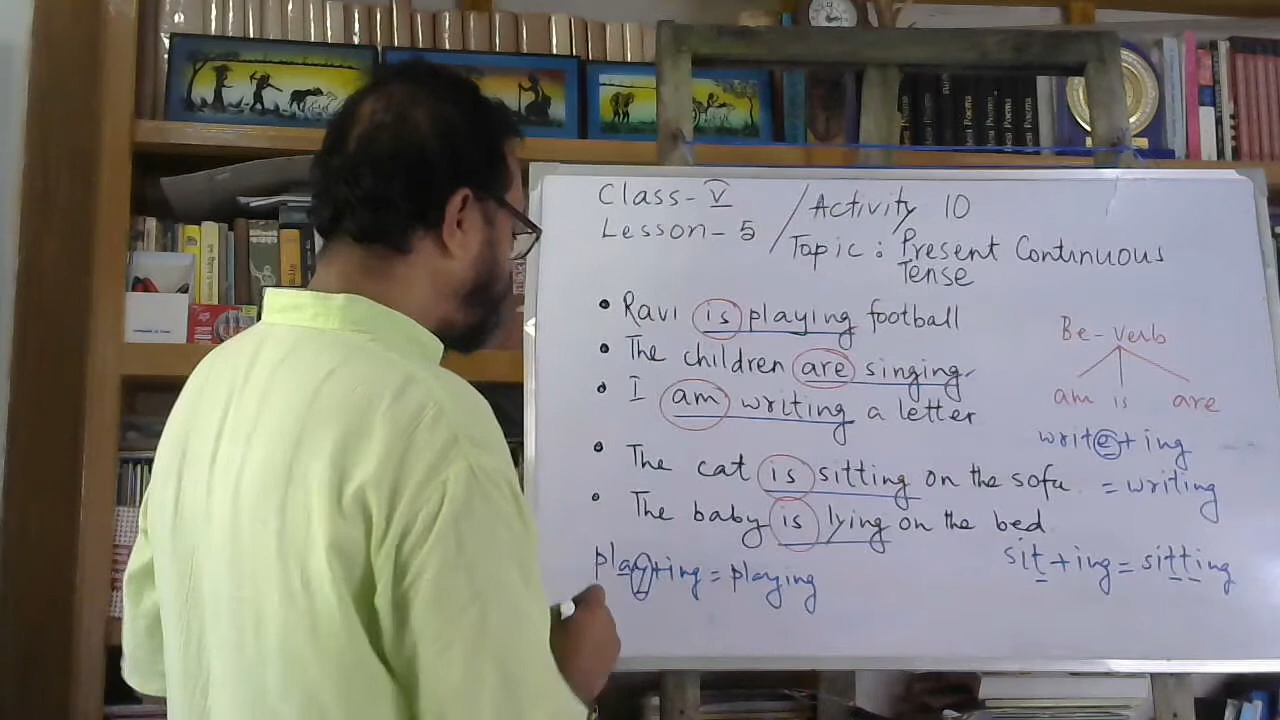 Class-V
Lesson-5
Activity 10
Topic: Present Continuous
Tense
• Ravi is playing football
• The children are singing.
• I am writing a letter
• The cat is sitting on the sofa.
• The baby is lying on the bed
play+ing=playing
Be-verb
am is are
write+ing
=writing
sit+ing=sitting